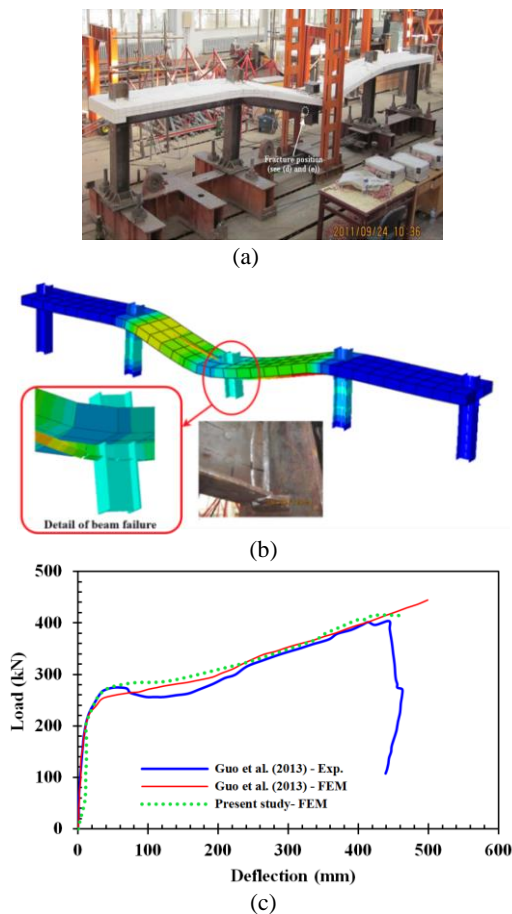 Fracture position
(see (d) and (e))
2011/09/24 10:36
(a)
Detail of beam failure
(b)
500
400
300
200
100
0
Load (kN)
Guo et al. (2013) - Exp.
Guo et al. (2013) - FEM
Present study- FEM
0 100 200 300 400 500 600
Deflection (mm)
(c)